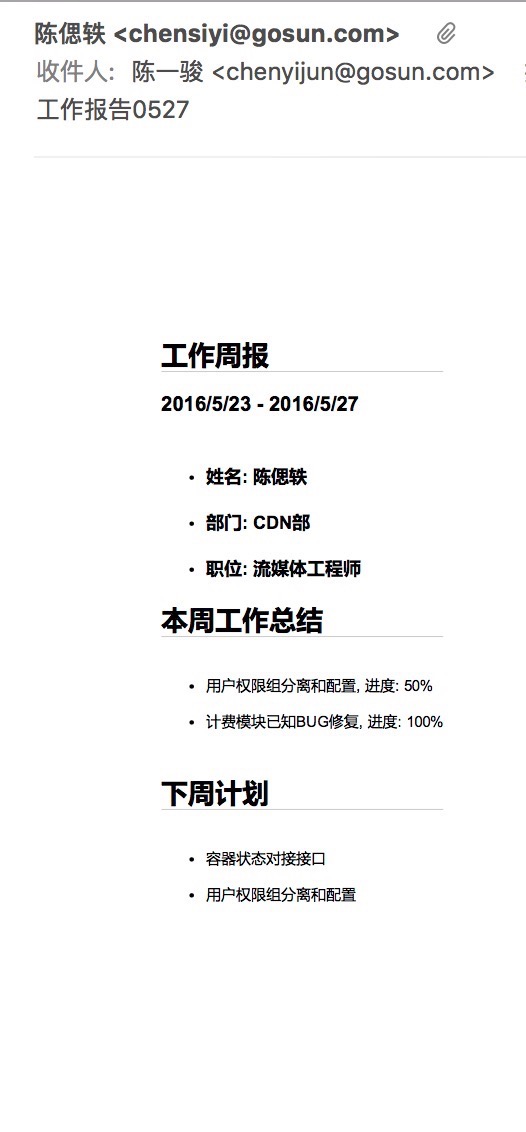 陈偲轶 <chensiyi@gosun.com>
收件人: 陈一骏 <chenyijun@gosun.com>
工作报告0527
工作周报
2016/5/23 - 2016/5/27
• 姓名: 陈偲轶
• 部门: CDN部
• 职位: 流媒体工程师
本周工作总结
• 用户权限组分离和配置, 进度: 50%
• 计费模块已知BUG修复, 进度: 100%
下周计划
• 容器状态对接接口
• 用户权限组分离和配置